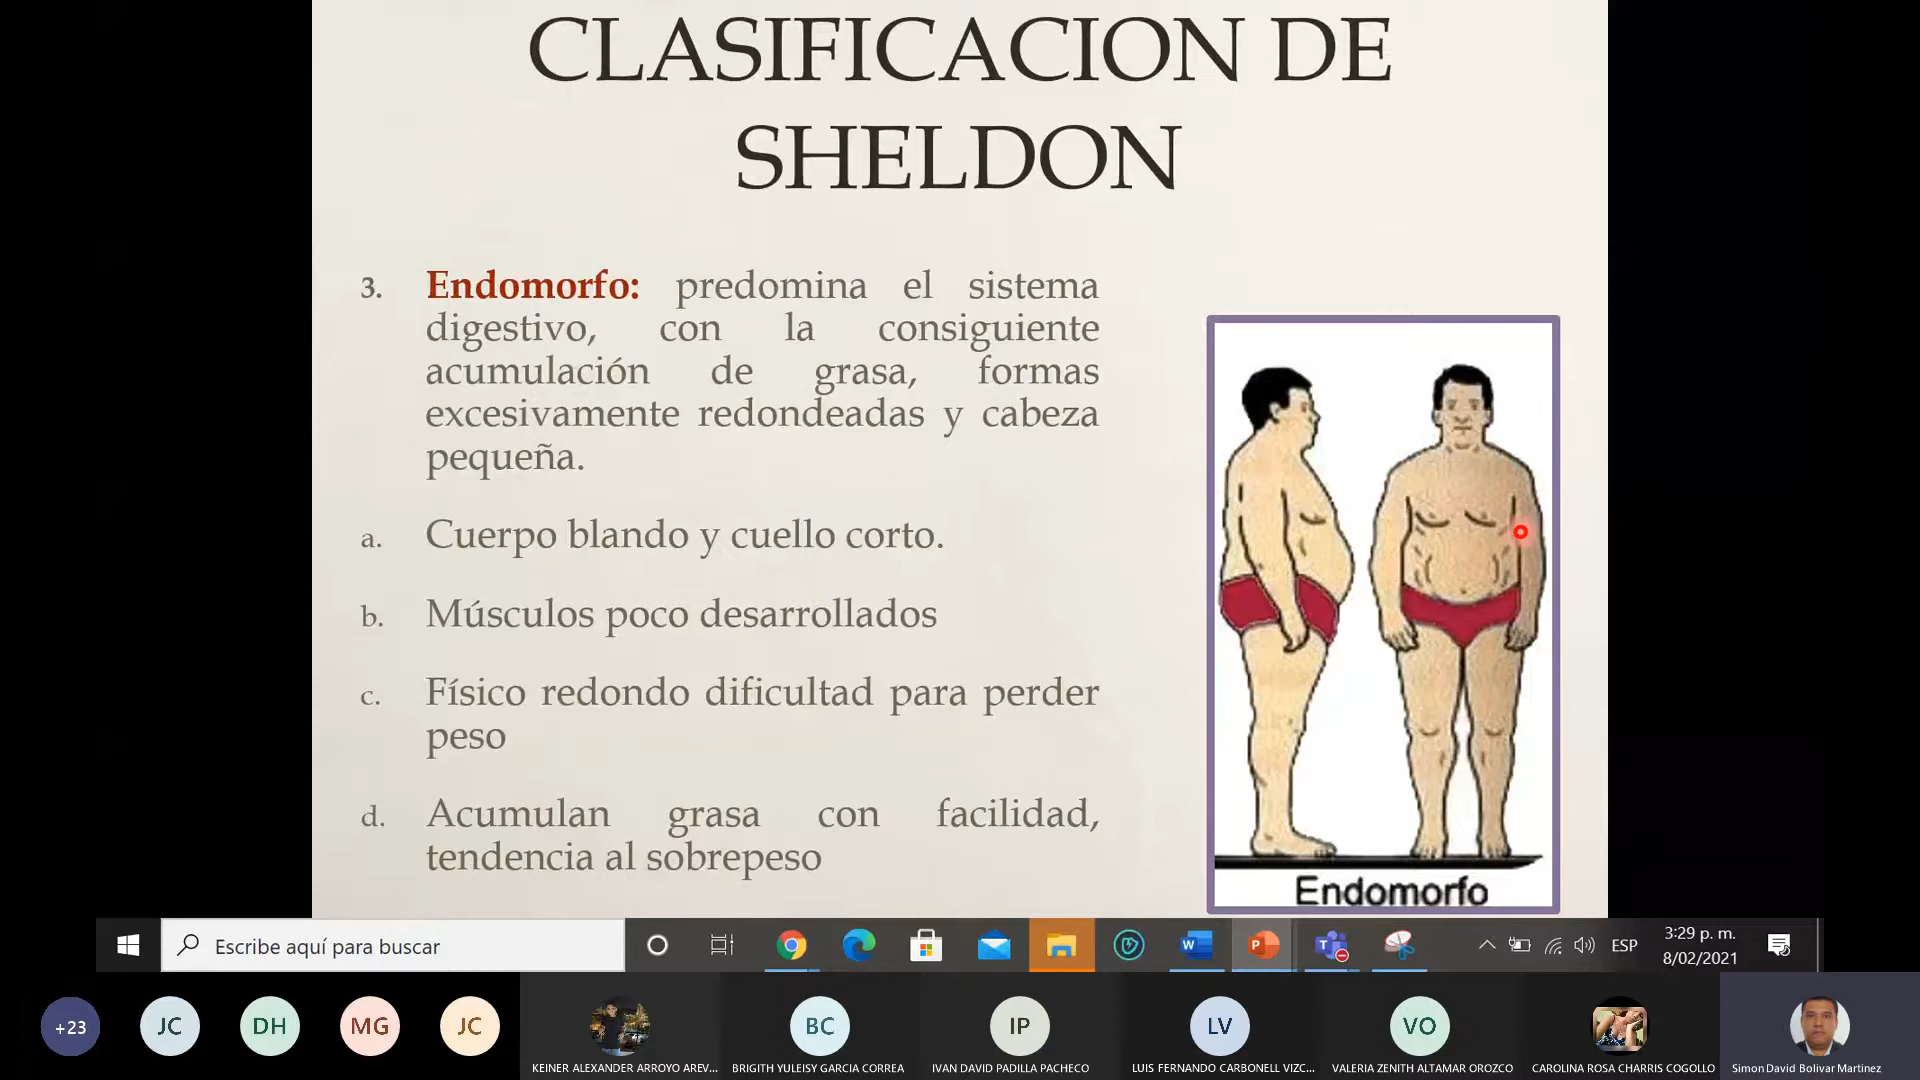 CLASIFICACION DE
SHELDON
3. Endomorfo: predomina el sistema
digestivo, con la consiguiente
acumulación de grasa, formas
excesivamente redondeadas y cabeza
pequeña.
a. Cuerpo blando y cuello corto.
b. Músculos poco desarrollados
c. Físico redondo dificultad para perder
peso
d. Acumulan grasa con facilidad,
tendencia al sobrepeso
Endomorfo
Escribe aquí para buscar
ESP
3:29 p. m.
8/02/2021
+23
JC
DH
MG
JC
BC
IP
LV
VO
KEINER ALEXANDER ARROYO AREV...
BRIGITH YULEISY GARCIA CORREA
IVAN DAVID PADILLA PACHECO
LUIS FERNANDO CARBONELL VIZC...
VALERIA ZENITH ALTAMAR OROZCO
CAROLINA ROSA CHARRIS COGOLLO
Simon David Bolivar Martinez